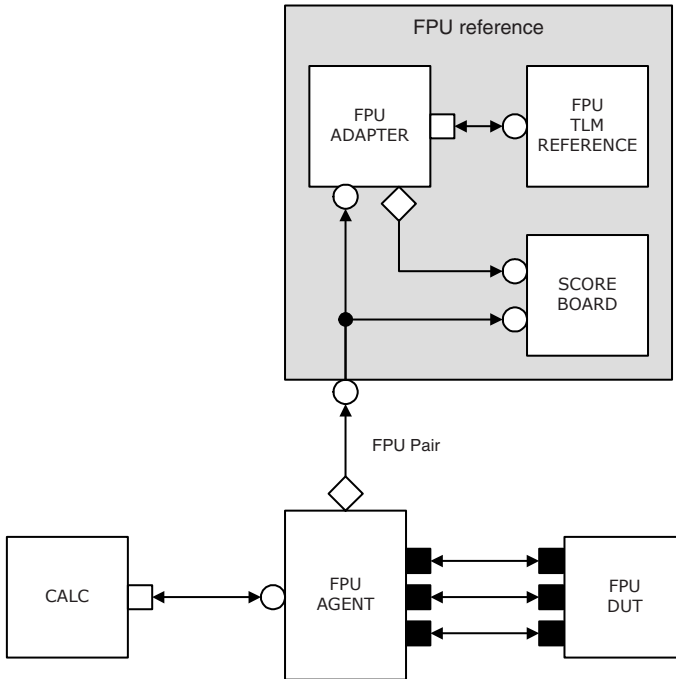 FPU reference
FPU
ADAPTER
FPU
TLM
REFERENCE
SCORE
BOARD
FPU Pair
CALC
FPU
AGENT
FPU
DUT